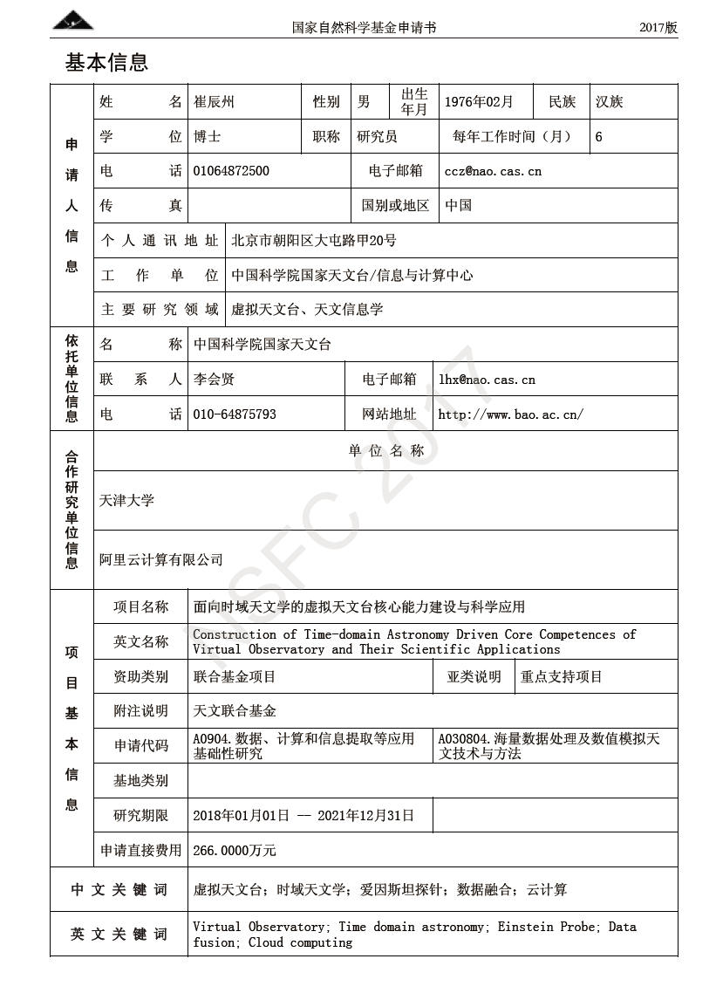 国家自然科学基金申请书
2017版
基本信息
申请人信息
姓 名 崔辰州 性别 男 出生年月 1976年02月 民族 汉族
学 位 博士 职称 研究员 每年工作时间（月） 6
电 话 01064872500 电子邮箱 ccz@nao.cas.cn
传 真 国别或地区 中国
个人通讯地址 北京市朝阳区大屯路甲20号
工作单位 中国科学院国家天文台/信息与计算中心
主要研究领域 虚拟天文台、天文信息学
依托单位信息
名 称 中国科学院国家天文台
联系人 李会贤 电子邮箱 lhx@nao.cas.cn
电 话 010-64875793 网站地址 http://www.bao.ac.cn/
合作研究单位信息
单位名称
天津大学
阿里云计算有限公司
项目基本信息
项目名称 面向时域天文学的虚拟天文台核心能力建设与科学应用
英文名称 Construction of Time-domain Astronomy Driven Core Competences of
Virtual Observatory and Their Scientific Applications
资助类别 联合基金项目 亚类说明 重点支持项目
附注说明 天文联合基金
申请代码 A0904.数据、计算和信息提取等应用
基础性研究
A030804.海量数据处理及数值模拟天
文技术与方法
基地类别
研究期限 2018年01月01日 -- 2021年12月31日
申请直接费用 266.0000万元
中文关键词 虚拟天文台；时域天文学；爱因斯坦探针；数据融合；云计算
英文关键词 Virtual Observatory; Time domain astronomy; Einstein Probe; Data
fusion; Cloud computing
NSFC 2017